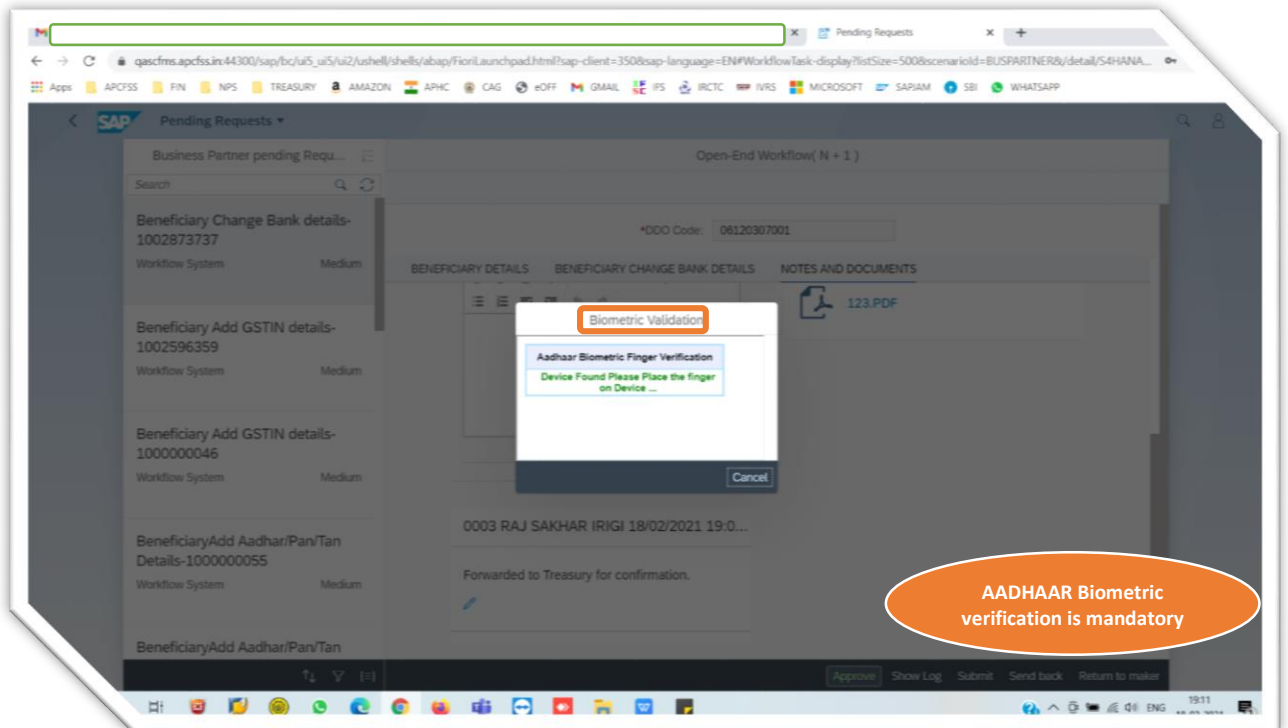 Pending Requests
qascfms.apcfss.in:44300/sap/bc/ui5_ui5/ui2/ushell/shells/abap/FioriLaunchpad.html?sap-client=350&sap-language=EN#WorkflowTask-display?listSize=500&scenarioId=BUSPARTNER&/detail/S4HANA...
Apps APCFSS FIN NPS TREASURY AMAZON APHC CAG eOFF GMAIL IFS IRCTC IVRS MICROSOFT SAPIAM SBI WHATSAPP
SAP Pending Requests
Business Partner pending Requ...
Open-End Workflow( N + 1 )
Search
Beneficiary Change Bank details-
1002873737
Workflow System Medium
*DDO Code: 06120307001
BENEFICIARY DETAILS BENEFICIARY CHANGE BANK DETAILS NOTES AND DOCUMENTS
123.PDF
Biometric Validation
Aadhaar Biometric Finger Verification
Device Found Please Place the finger
on Device ...
Cancel
Beneficiary Add GSTIN details-
1002596359
Workflow System Medium
Beneficiary Add GSTIN details-
1000000046
Workflow System Medium
BeneficiaryAdd Aadhar/Pan/Tan
Details-1000000055
Workflow System Medium
BeneficiaryAdd Aadhar/Pan/Tan
0003 RAJ SAKHAR IRIGI 18/02/2021 19:0...
Forwarded to Treasury for confirmation.
AADHAAR Biometric
verification is mandatory
Approve Show Log Submit Send back Return to maker
ENG
19:11